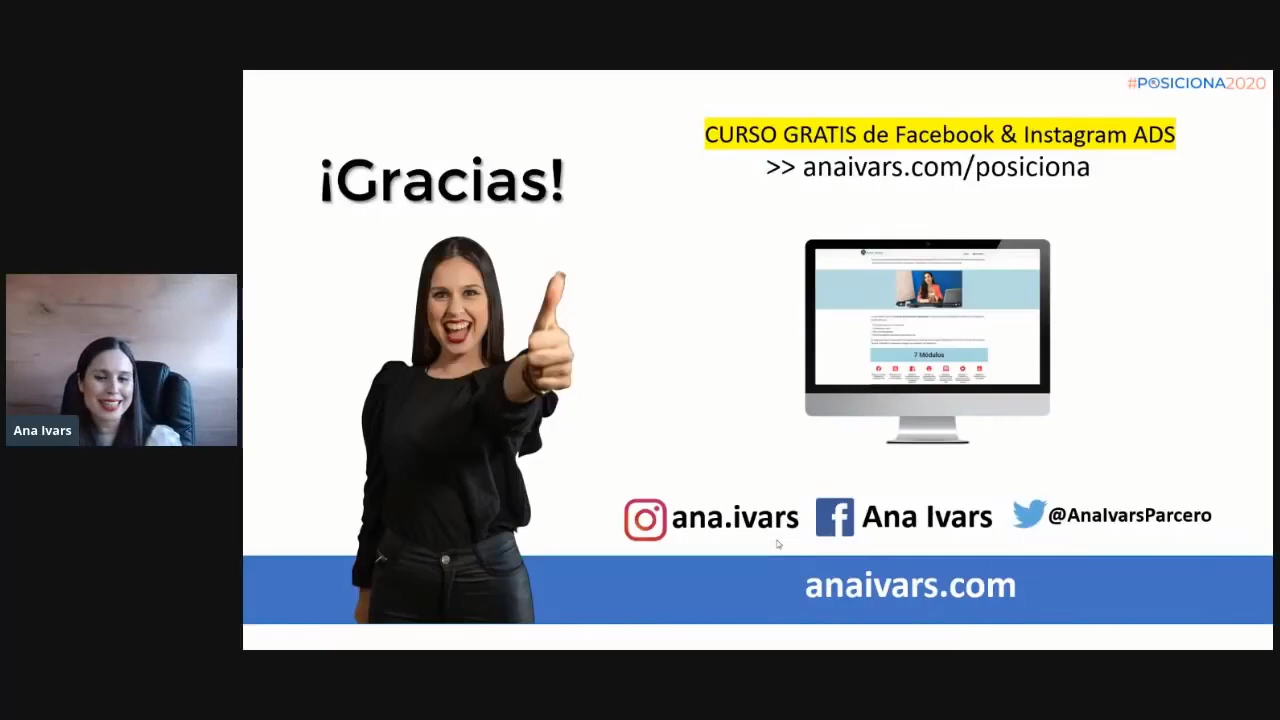 #POSICIONA2020
CURSO GRATIS de Facebook & Instagram ADS
>> anaivars.com/posiciona
¡Gracias!
7 Módulos
Ana Ivars
ana.ivars
Ana Ivars
@AnaIvarsParcero
anaivars.com